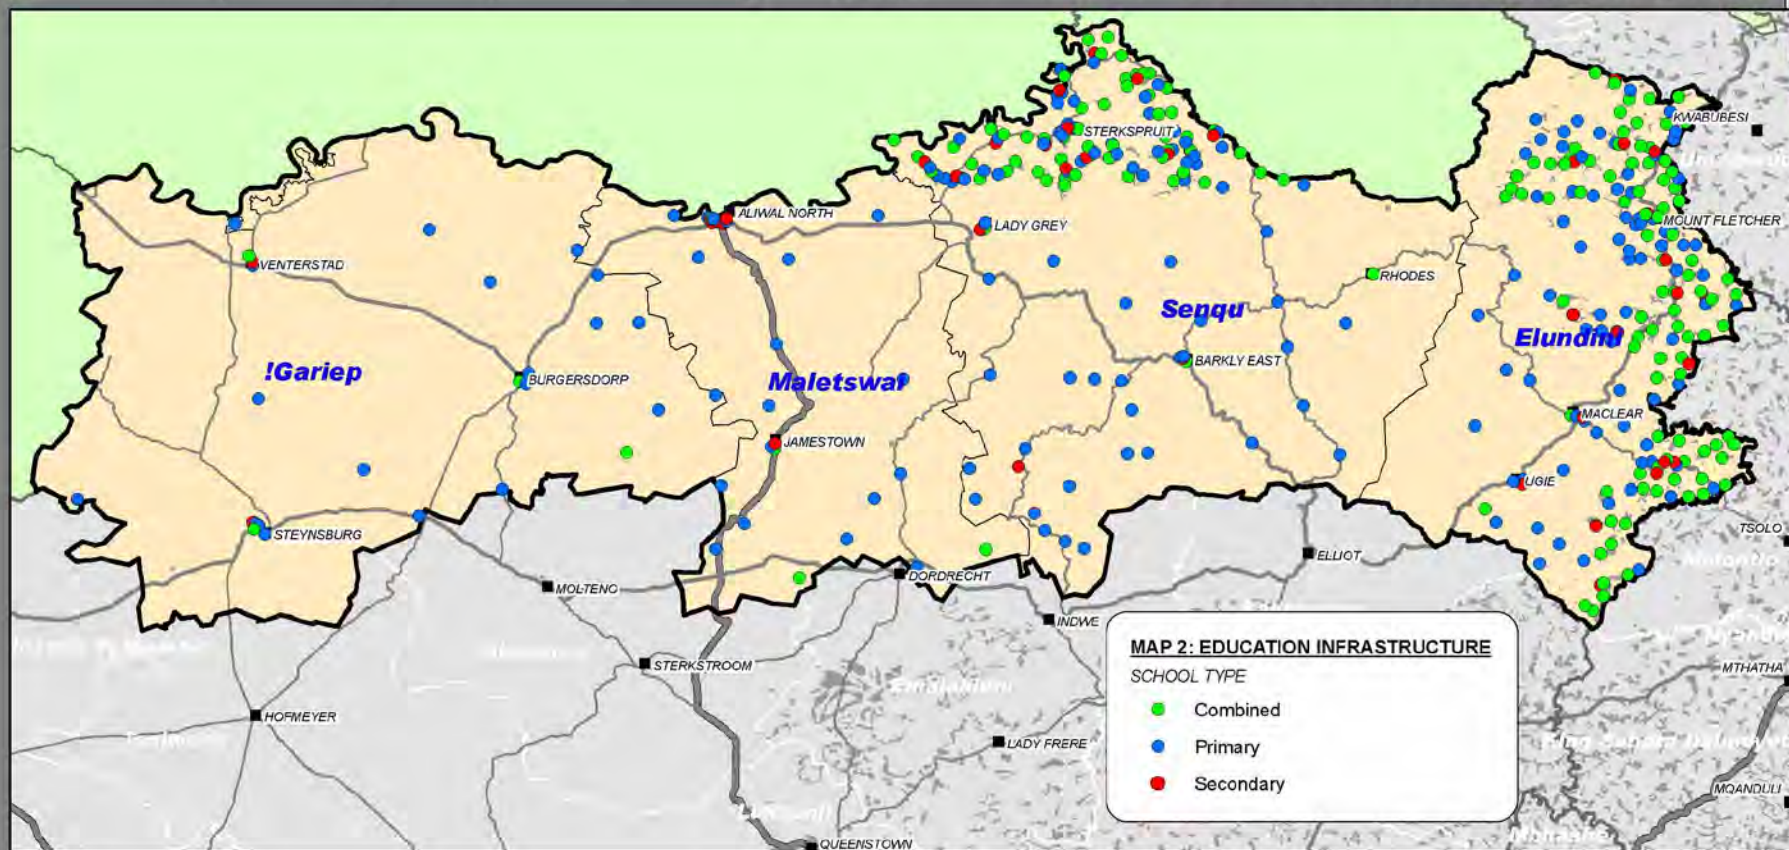 KWABUBESI
STERKSPRUIT
ALIWAL NORTH
LADY GREY
MOUNT FLETCHER
VENTERSTAD
RHODES
Senqu
Elundini
!Gariep
BARKLY EAST
BURGERSDORP
Maletswai
MACLEAR
JAMESTOWN
UGIE
STEYNSBURG
TSOLO
ELLIOT
DORDRECHT
MOLTENO
INDWE
MAP 2: EDUCATION INFRASTRUCTURE
SCHOOL TYPE
Combined
Primary
Secondary
STERKSTROOM
MTHATHA
Emalahleni
HOFMEYER
LADY FRERE
MQANDULI
Mbhashe
QUEENSTOWN